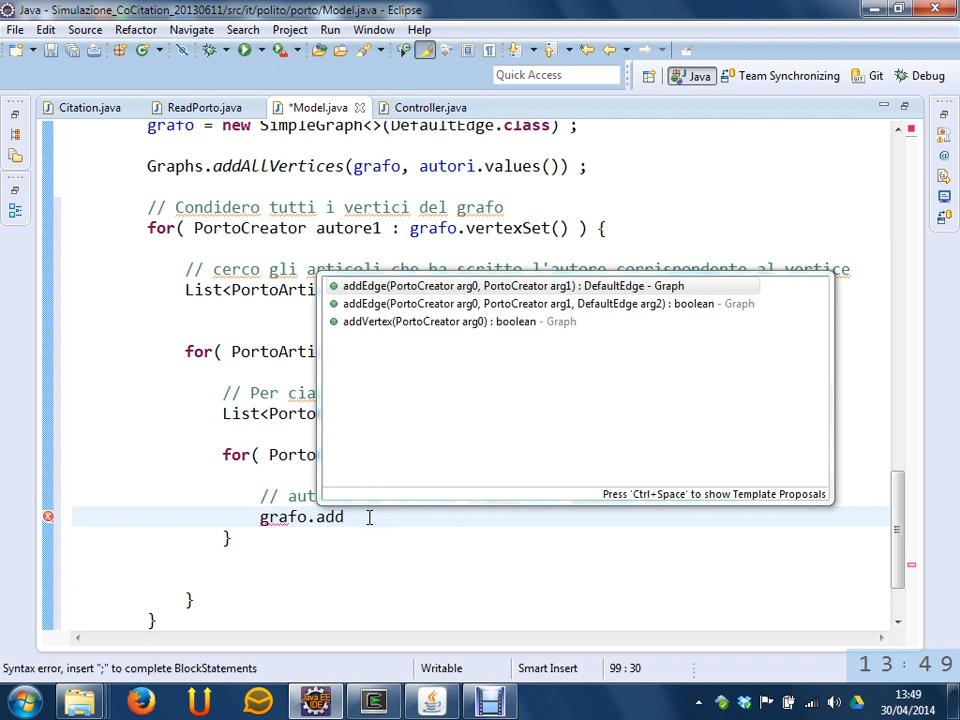 Java - Simulazione_CoCitation_20130611/src/it/polito/porto/Model.java - Eclipse
File Edit Source Refactor Navigate Search Project Run Window Help
Quick Access
Java Team Synchronizing Git Debug
Citation.java ReadPorto.java *Model.java Controller.java
grafo = new SimpleGraph<>(DefaultEdge.class) ;
Graphs.addAllVertices(grafo, autori.values()) ;
// Condidero tutti i vertici del grafo
for( PortoCreator autore1 : grafo.vertexSet() ) {
// cerco gli articoli che ha scritto l'autore corrispondente al vertice
List<PortoArti
for( PortoArti
// Per cia
List<Porto
for( Porto
// aut
grafo.add
}
}
}
addEdge(PortoCreator arg0, PortoCreator arg1) : DefaultEdge - Graph
addEdge(PortoCreator arg0, PortoCreator arg1, DefaultEdge arg2) : boolean - Graph
addVertex(PortoCreator arg0) : boolean - Graph
Press 'Ctrl+Space' to show Template Proposals
Syntax error, insert ";" to complete BlockStatements
Writable
Smart Insert
99 : 30
13:49
Java EE
IDE
13:49
30/04/2014